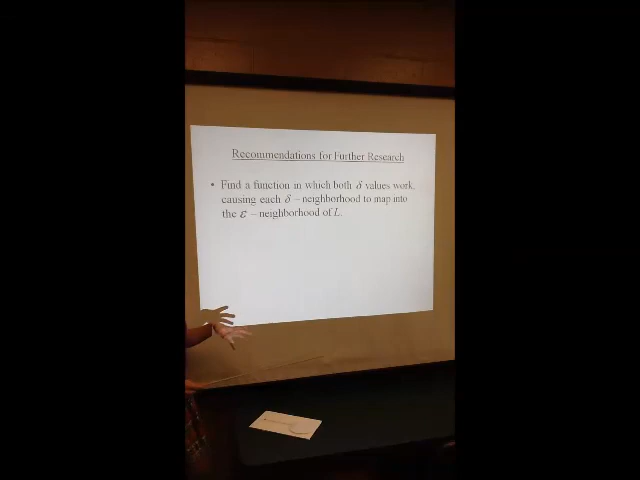 Recommendations for Further Research
• Find a function in which both δ values work,
causing each δ – neighborhood to map into
the ε – neighborhood of L.